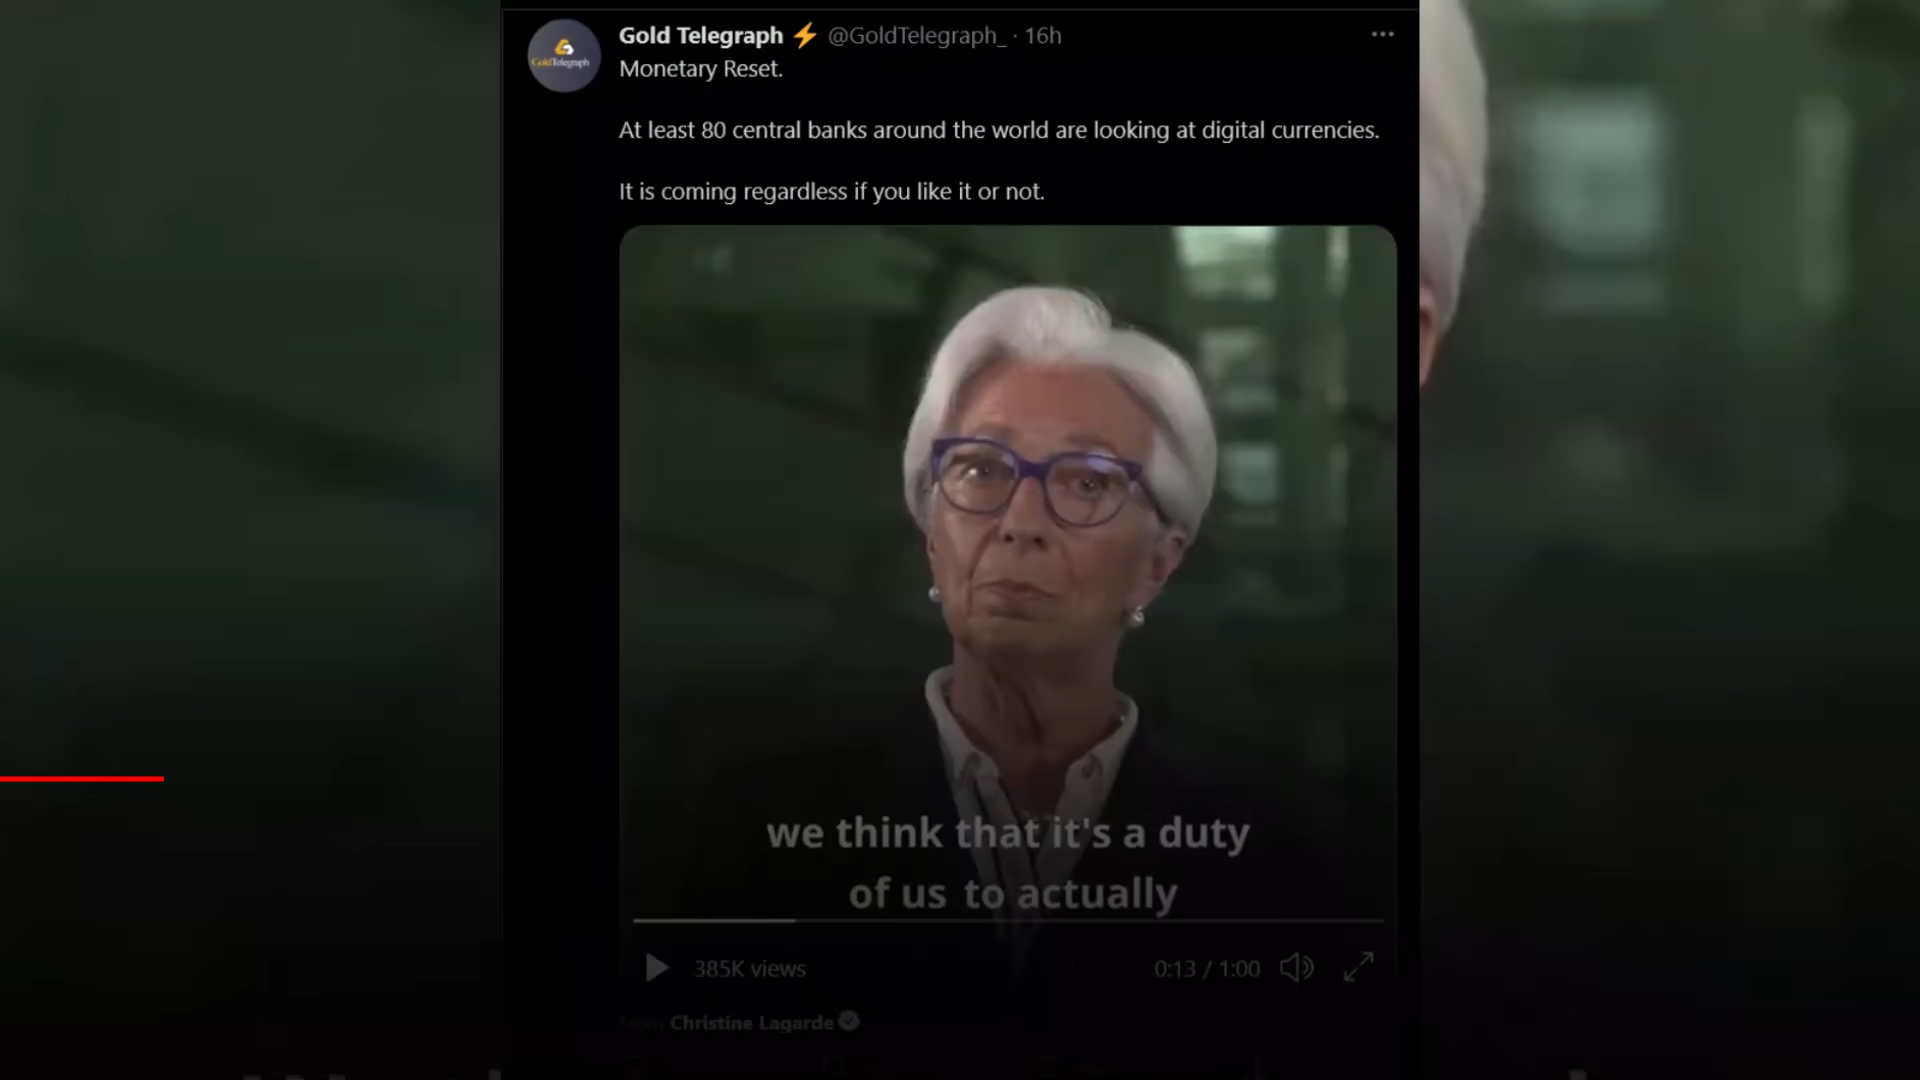 Gold Telegraph ⚡ @GoldTelegraph_ · 16h
GoldTelegraph
Monetary Reset.
At least 80 central banks around the world are looking at digital currencies.
It is coming regardless if you like it or not.
we think that it's a duty
of us to actually
385K views
0:13 / 1:00
Christine Lagarde